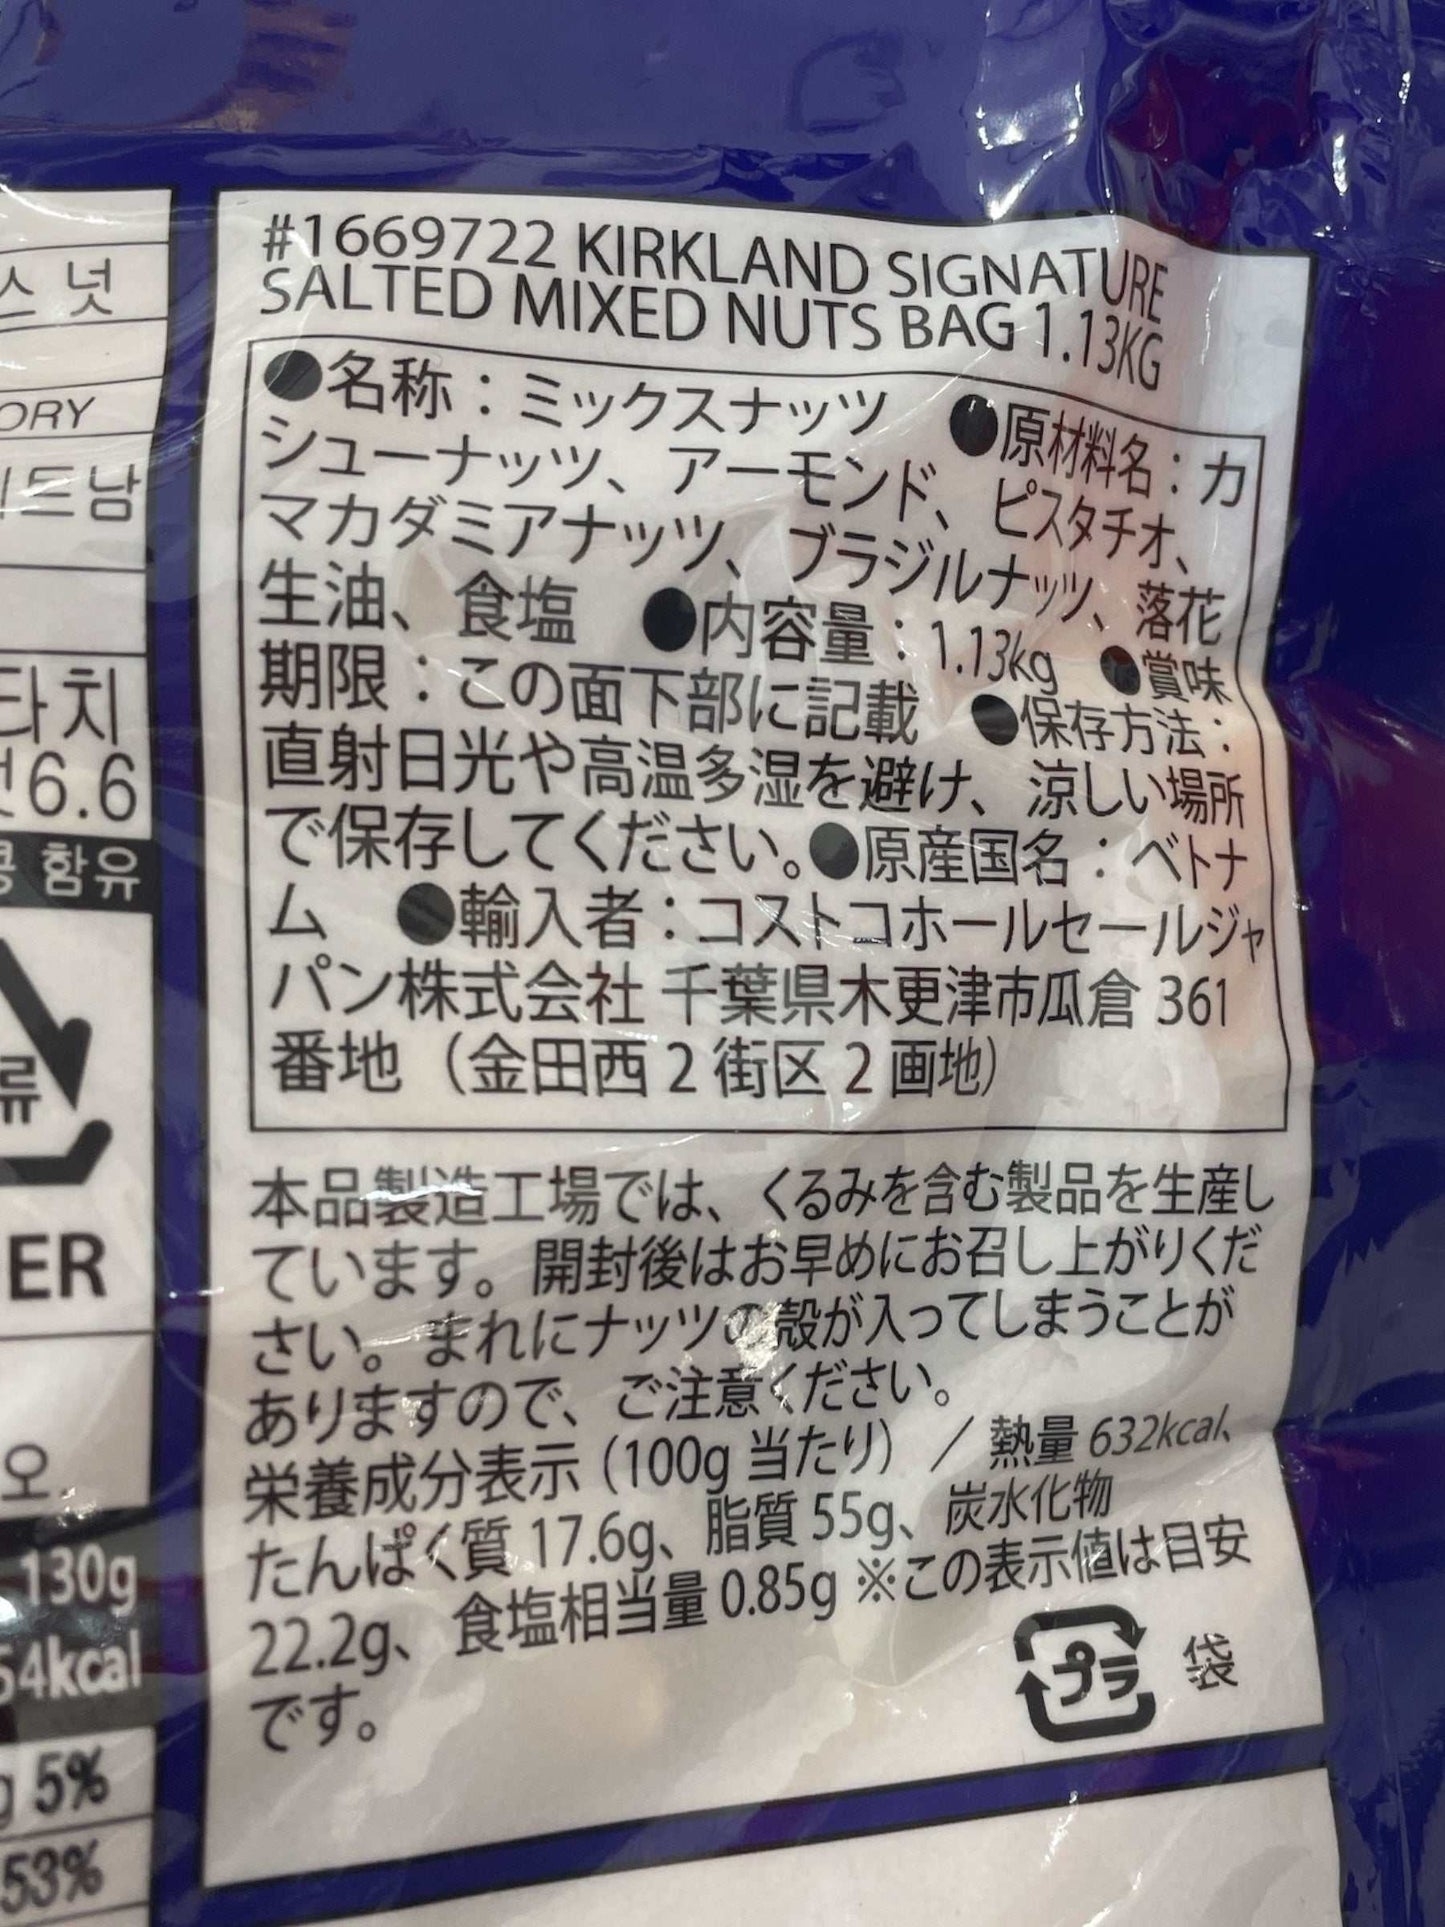 스 넛
ORY
트남
타치
6.6
함유
류
ER
오.
130g
54kcal
g 5%
53%
#1669722 KIRKLAND SIGNATURE
SALTED MIXED NUTS BAG 1.13KG
●名称：ミックスナッツ ●原材料名：カ
シューナッツ、アーモンド、ピスタチオ、
マカダミアナッツ、ブラジルナッツ、落花
生油、食塩 ●内容量：1.13kg ●賞味
期限：この面下部に記載 ●保存方法：
直射日光や高温多湿を避け、涼しい場所
で保存してください。●原産国名：ベトナ
ム ●輸入者：コストコホールセールジャ
パン株式会社 千葉県木更津市瓜倉 361
番地（金田西 2 街区 2 画地）
本品製造工場では、くるみを含む製品を生産し
ています。開封後はお早めにお召し上がりくだ
さい。まれにナッツの殻が入ってしまうことが
ありますので、ご注意ください。
栄養成分表示（100g 当たり）／熱量 632kcal、
たんぱく質 17.6g、脂質 55g、炭水化物
22.2g、食塩相当量 0.85g ※この表示値は目安
です。
プラ 袋